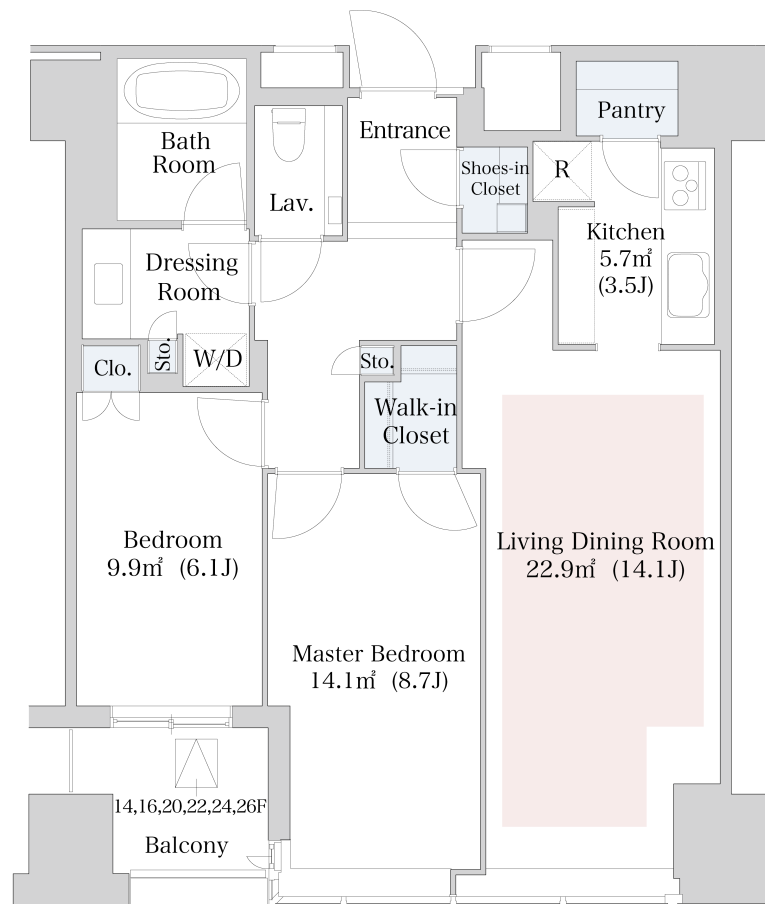 Pantry
Entrance
Bath
Room
Shoes-in
Closet
R
Lav.
Kitchen
5.7㎡
(3.5J)
Dressing
Room
Sto.
W/D
Clo.
Sto.
Walk-in
Closet
Bedroom
9.9㎡ (6.1J)
Living Dining Room
22.9㎡ (14.1J)
Master Bedroom
14.1㎡ (8.7J)
14,16,20,22,24,26F
Balcony